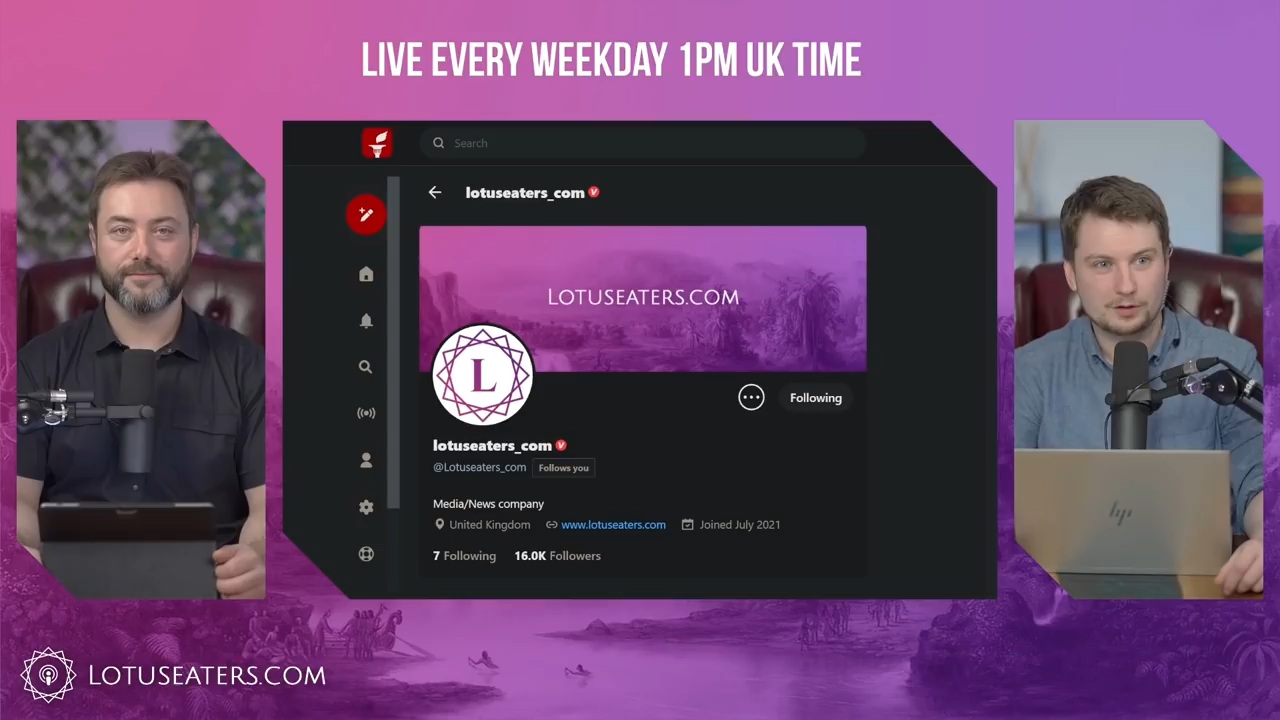 LIVE EVERY WEEKDAY 1PM UK TIME
Search
lotuseaters_com V
LOTUSEATERS.COM
L
Following
lotuseaters_com V
@Lotuseaters_com Follows you
Media/News company
United Kingdom www.lotuseaters.com Joined July 2021
7 Following 16.0K Followers
hp
LOTUSEATERS.COM